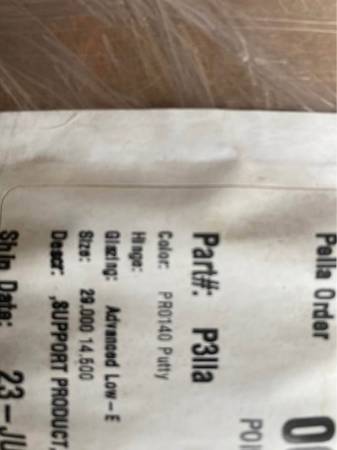 Pella Order
Part#: P3lla
Color: PR0140 Putty
Hinge:
Glazing: Advanced Low-E
Size: 29.000 14.500
Descr: ,SUPPORT PRODUCT,
Ship Date: 23-JU